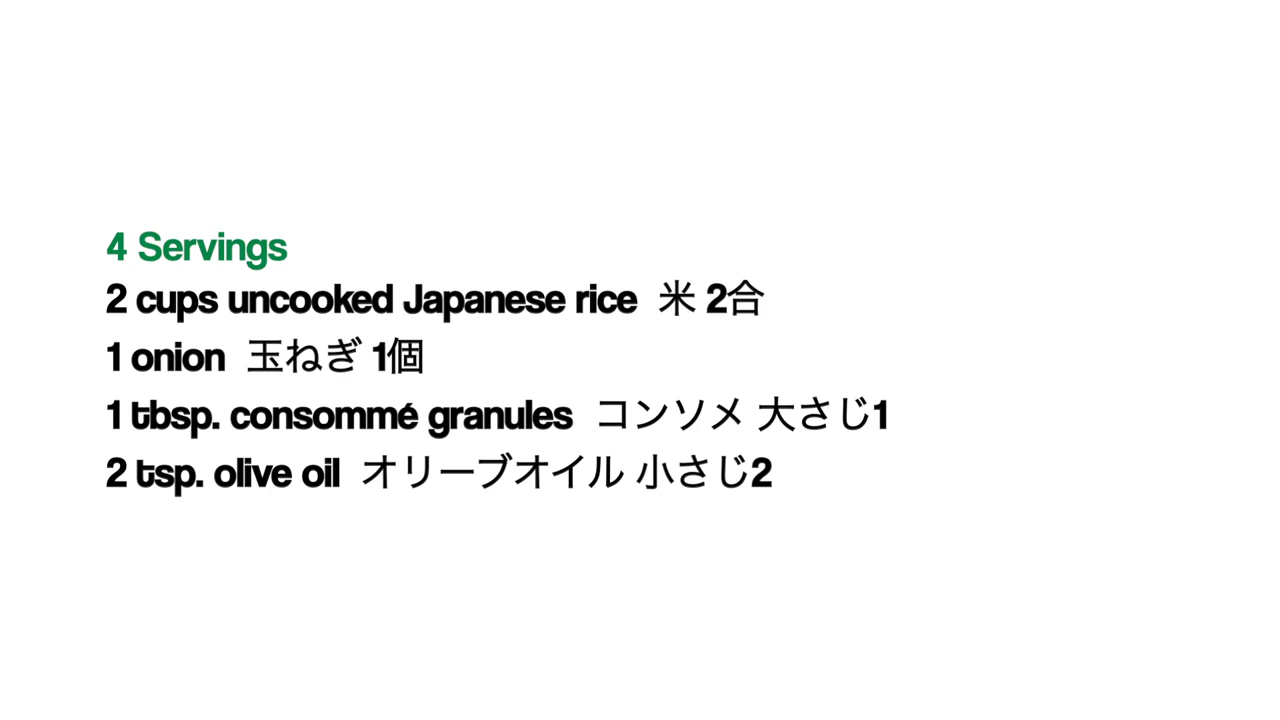 4 Servings
2 cups uncooked Japanese rice 米 2合
1 onion 玉ねぎ 1個
1 tbsp. consommé granules コンソメ 大さじ1
2 tsp. olive oil オリーブオイル 小さじ2